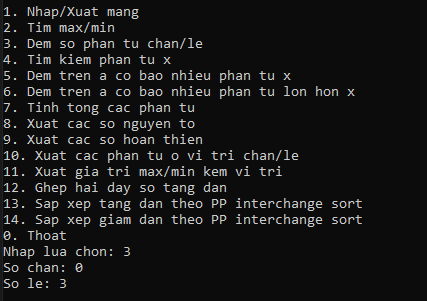 1. Nhap/Xuat mang
2. Tim max/min
3. Dem so phan tu chan/le
4. Tim kiem phan tu x
5. Dem tren a co bao nhieu phan tu x
6. Dem tren a co bao nhieu phan tu lon hon x
7. Tinh tong cac phan tu
8. Xuat cac so nguyen to
9. Xuat cac so hoan thien
10. Xuat cac phan tu o vi tri chan/le
11. Xuat gia tri max/min kem vi tri
12. Ghep hai day so tang dan
13. Sap xep tang dan theo PP interchange sort
14. Sap xep giam dan theo PP interchange sort
0. Thoat
Nhap lua chon: 3
So chan: 0
So le: 3